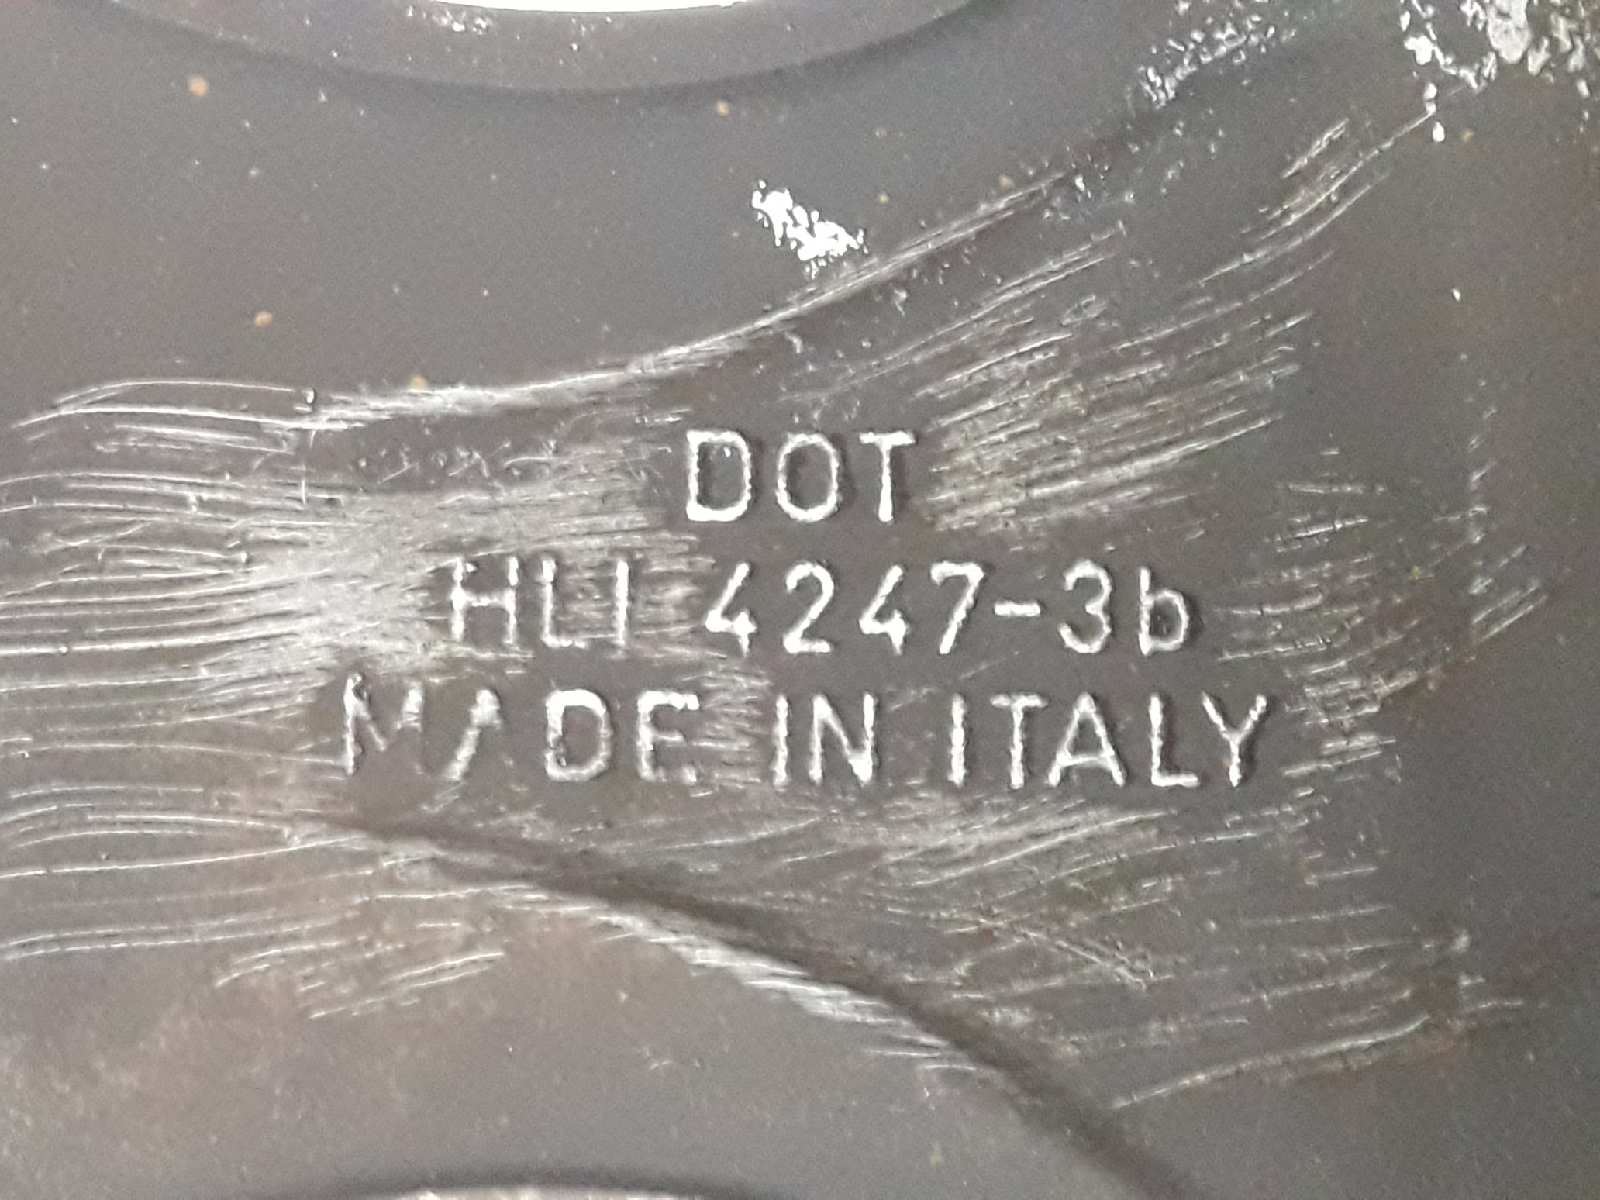 DOT
HLI 4247-3b
MADE IN ITALY